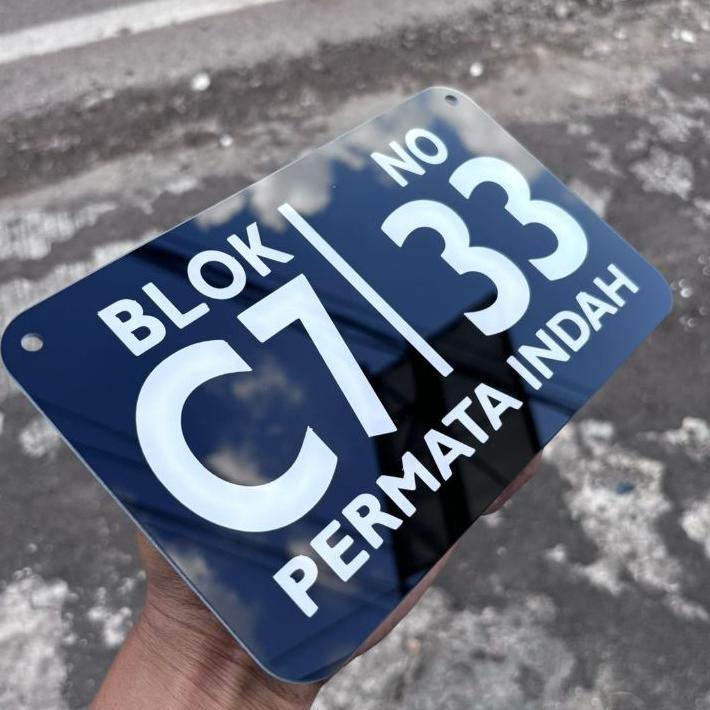 BLOK
C7
NO
33
PERMATA INDAH